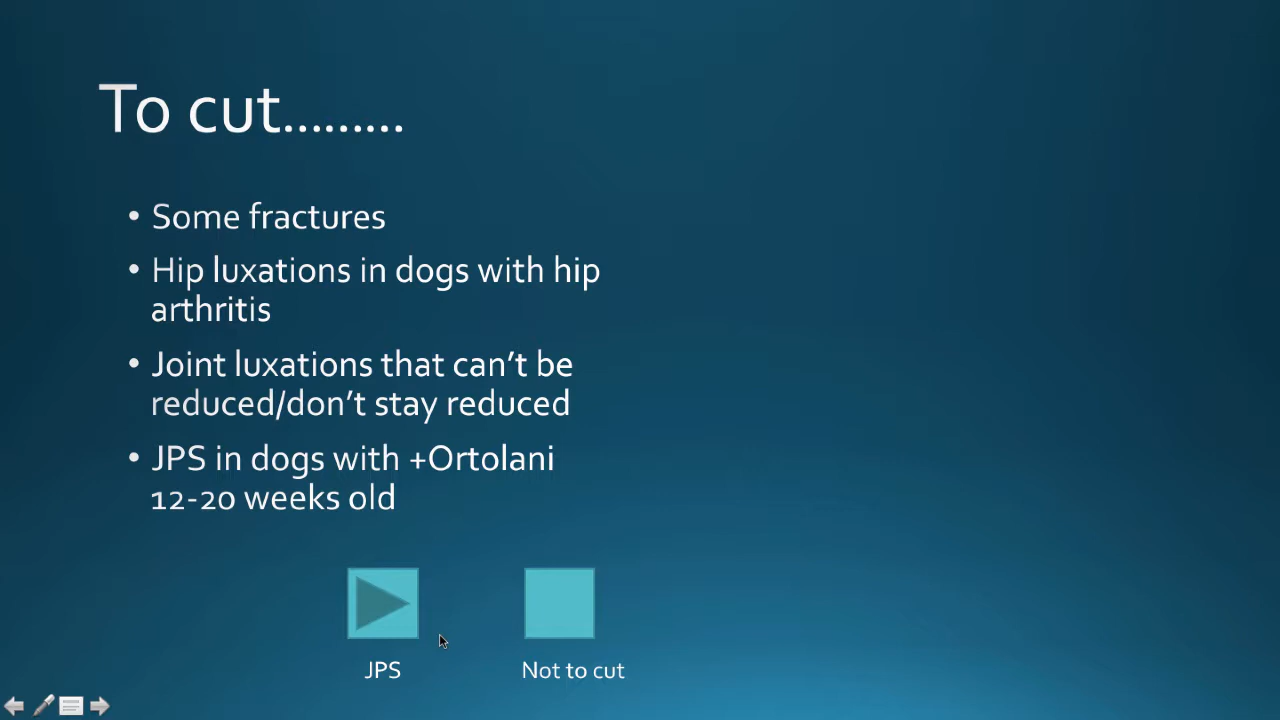 To cut.........
• Some fractures
• Hip luxations in dogs with hip
arthritis
• Joint luxations that can’t be
reduced/don’t stay reduced
• JPS in dogs with +Ortolani
12-20 weeks old
JPS
Not to cut